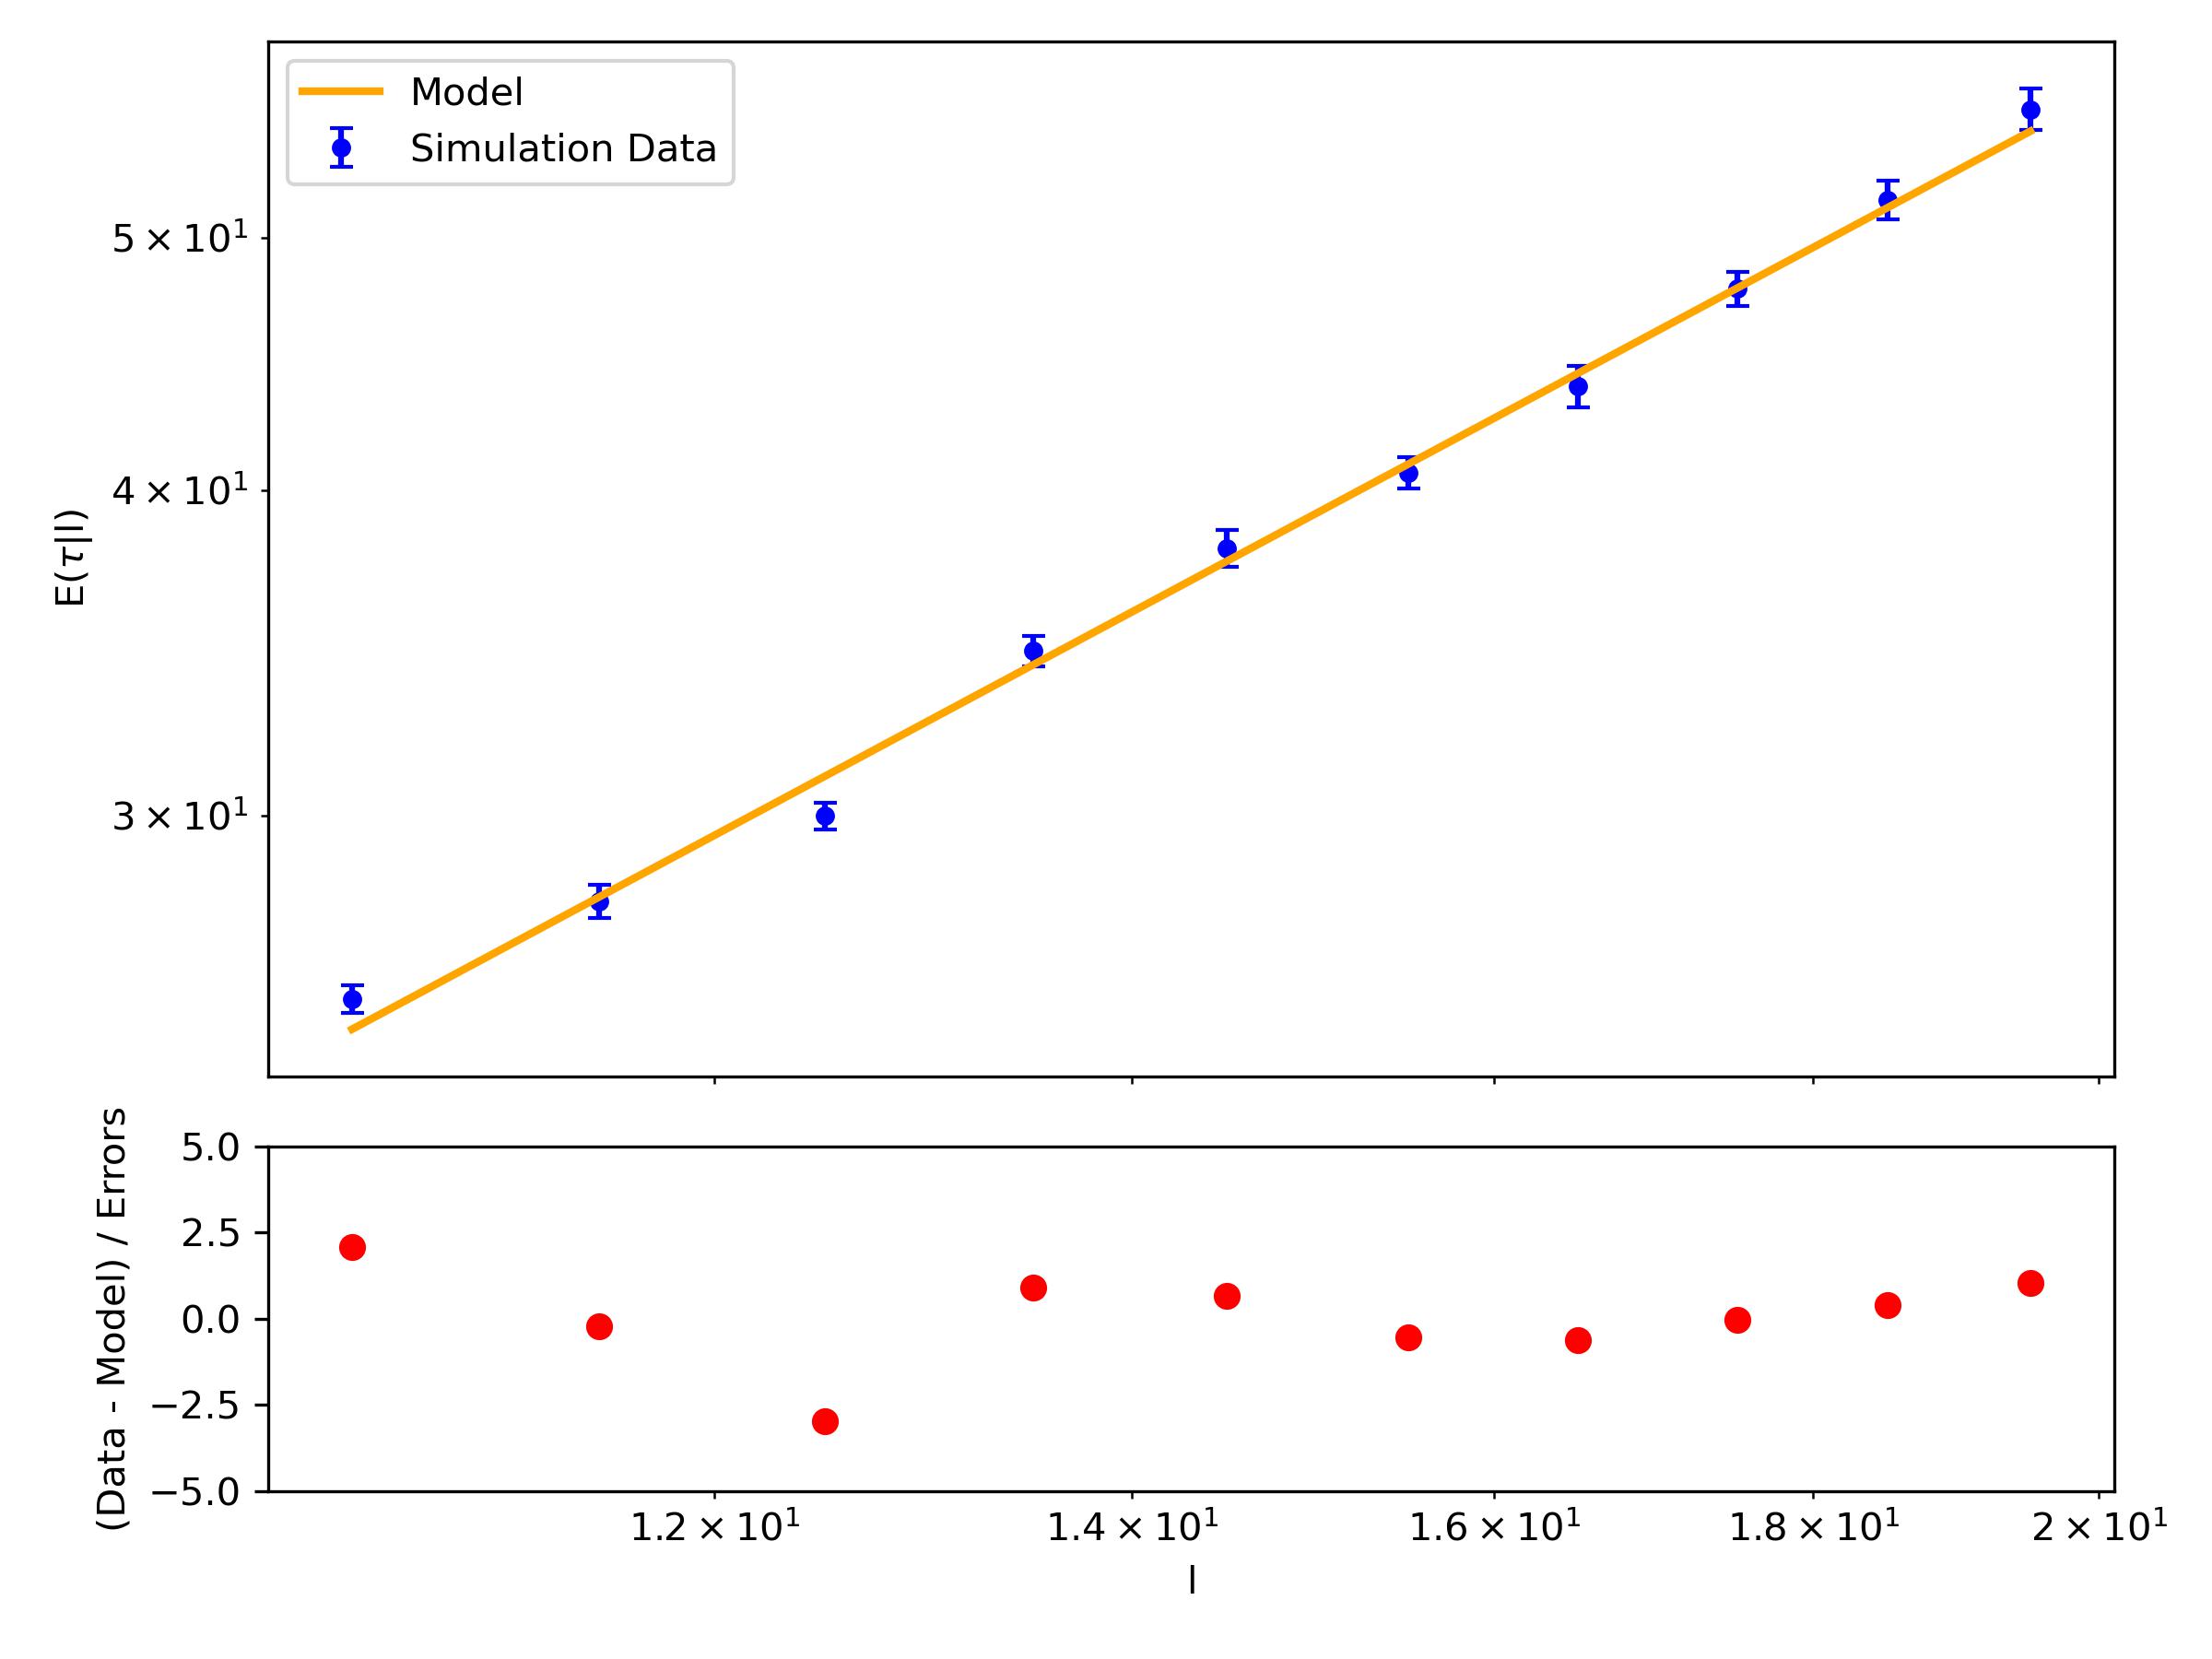 Model
Simulation Data
5 × 10¹
4 × 10¹
3 × 10¹
E(τ|l)
5.0
2.5
0.0
−2.5
−5.0
(Data - Model) / Errors
1.2 × 10¹
1.4 × 10¹
1.6 × 10¹
1.8 × 10¹
2 × 10¹
l